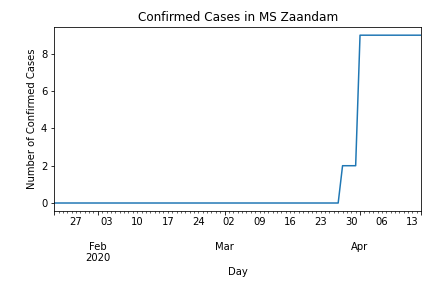 Confirmed Cases in MS Zaandam
Number of Confirmed Cases
8
6
4
2
0
27 03 10 17 24 02 09 16 23 30 06 13
Feb Mar Apr
2020
Day